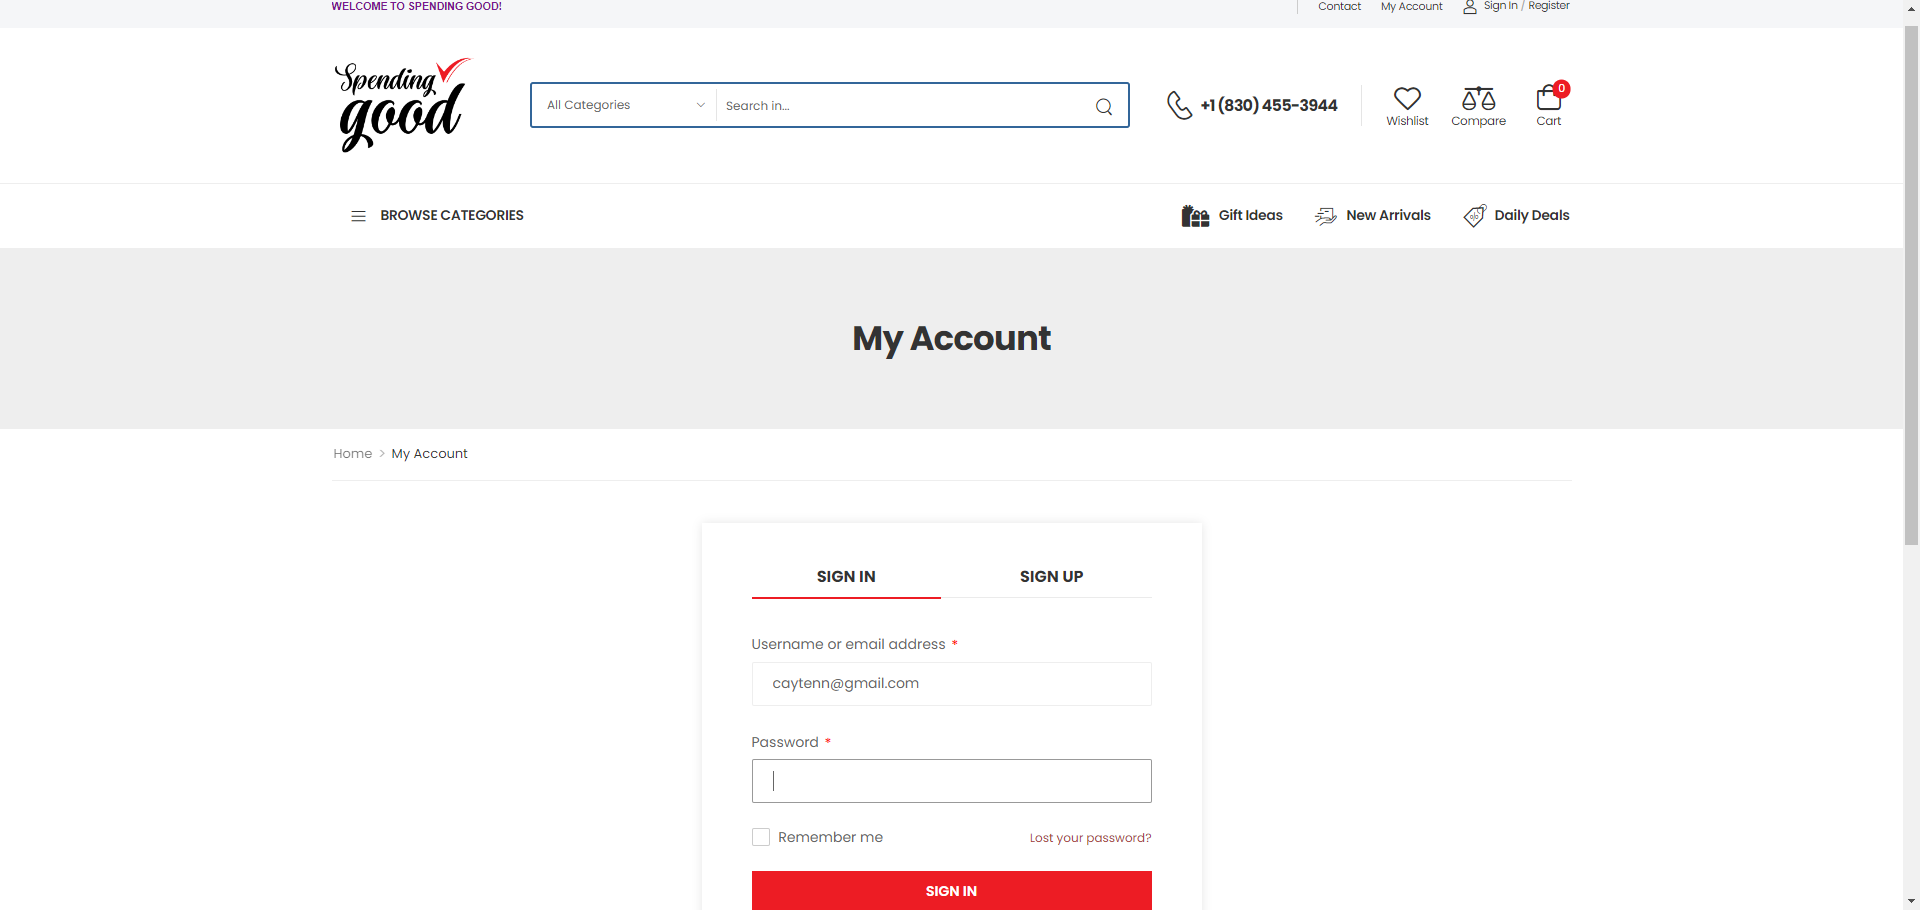 WELCOME TO SPENDING GOOD!
Contact My Account Sign In / Register
Spending
good
All Categories Search in...
+1 (830) 455-3944
0
Wishlist Compare Cart
BROWSE CATEGORIES
Gift Ideas New Arrivals Daily Deals
My Account
Home > My Account
SIGN IN SIGN UP
Username or email address *
caytenn@gmail.com
Password *
Remember me Lost your password?
SIGN IN